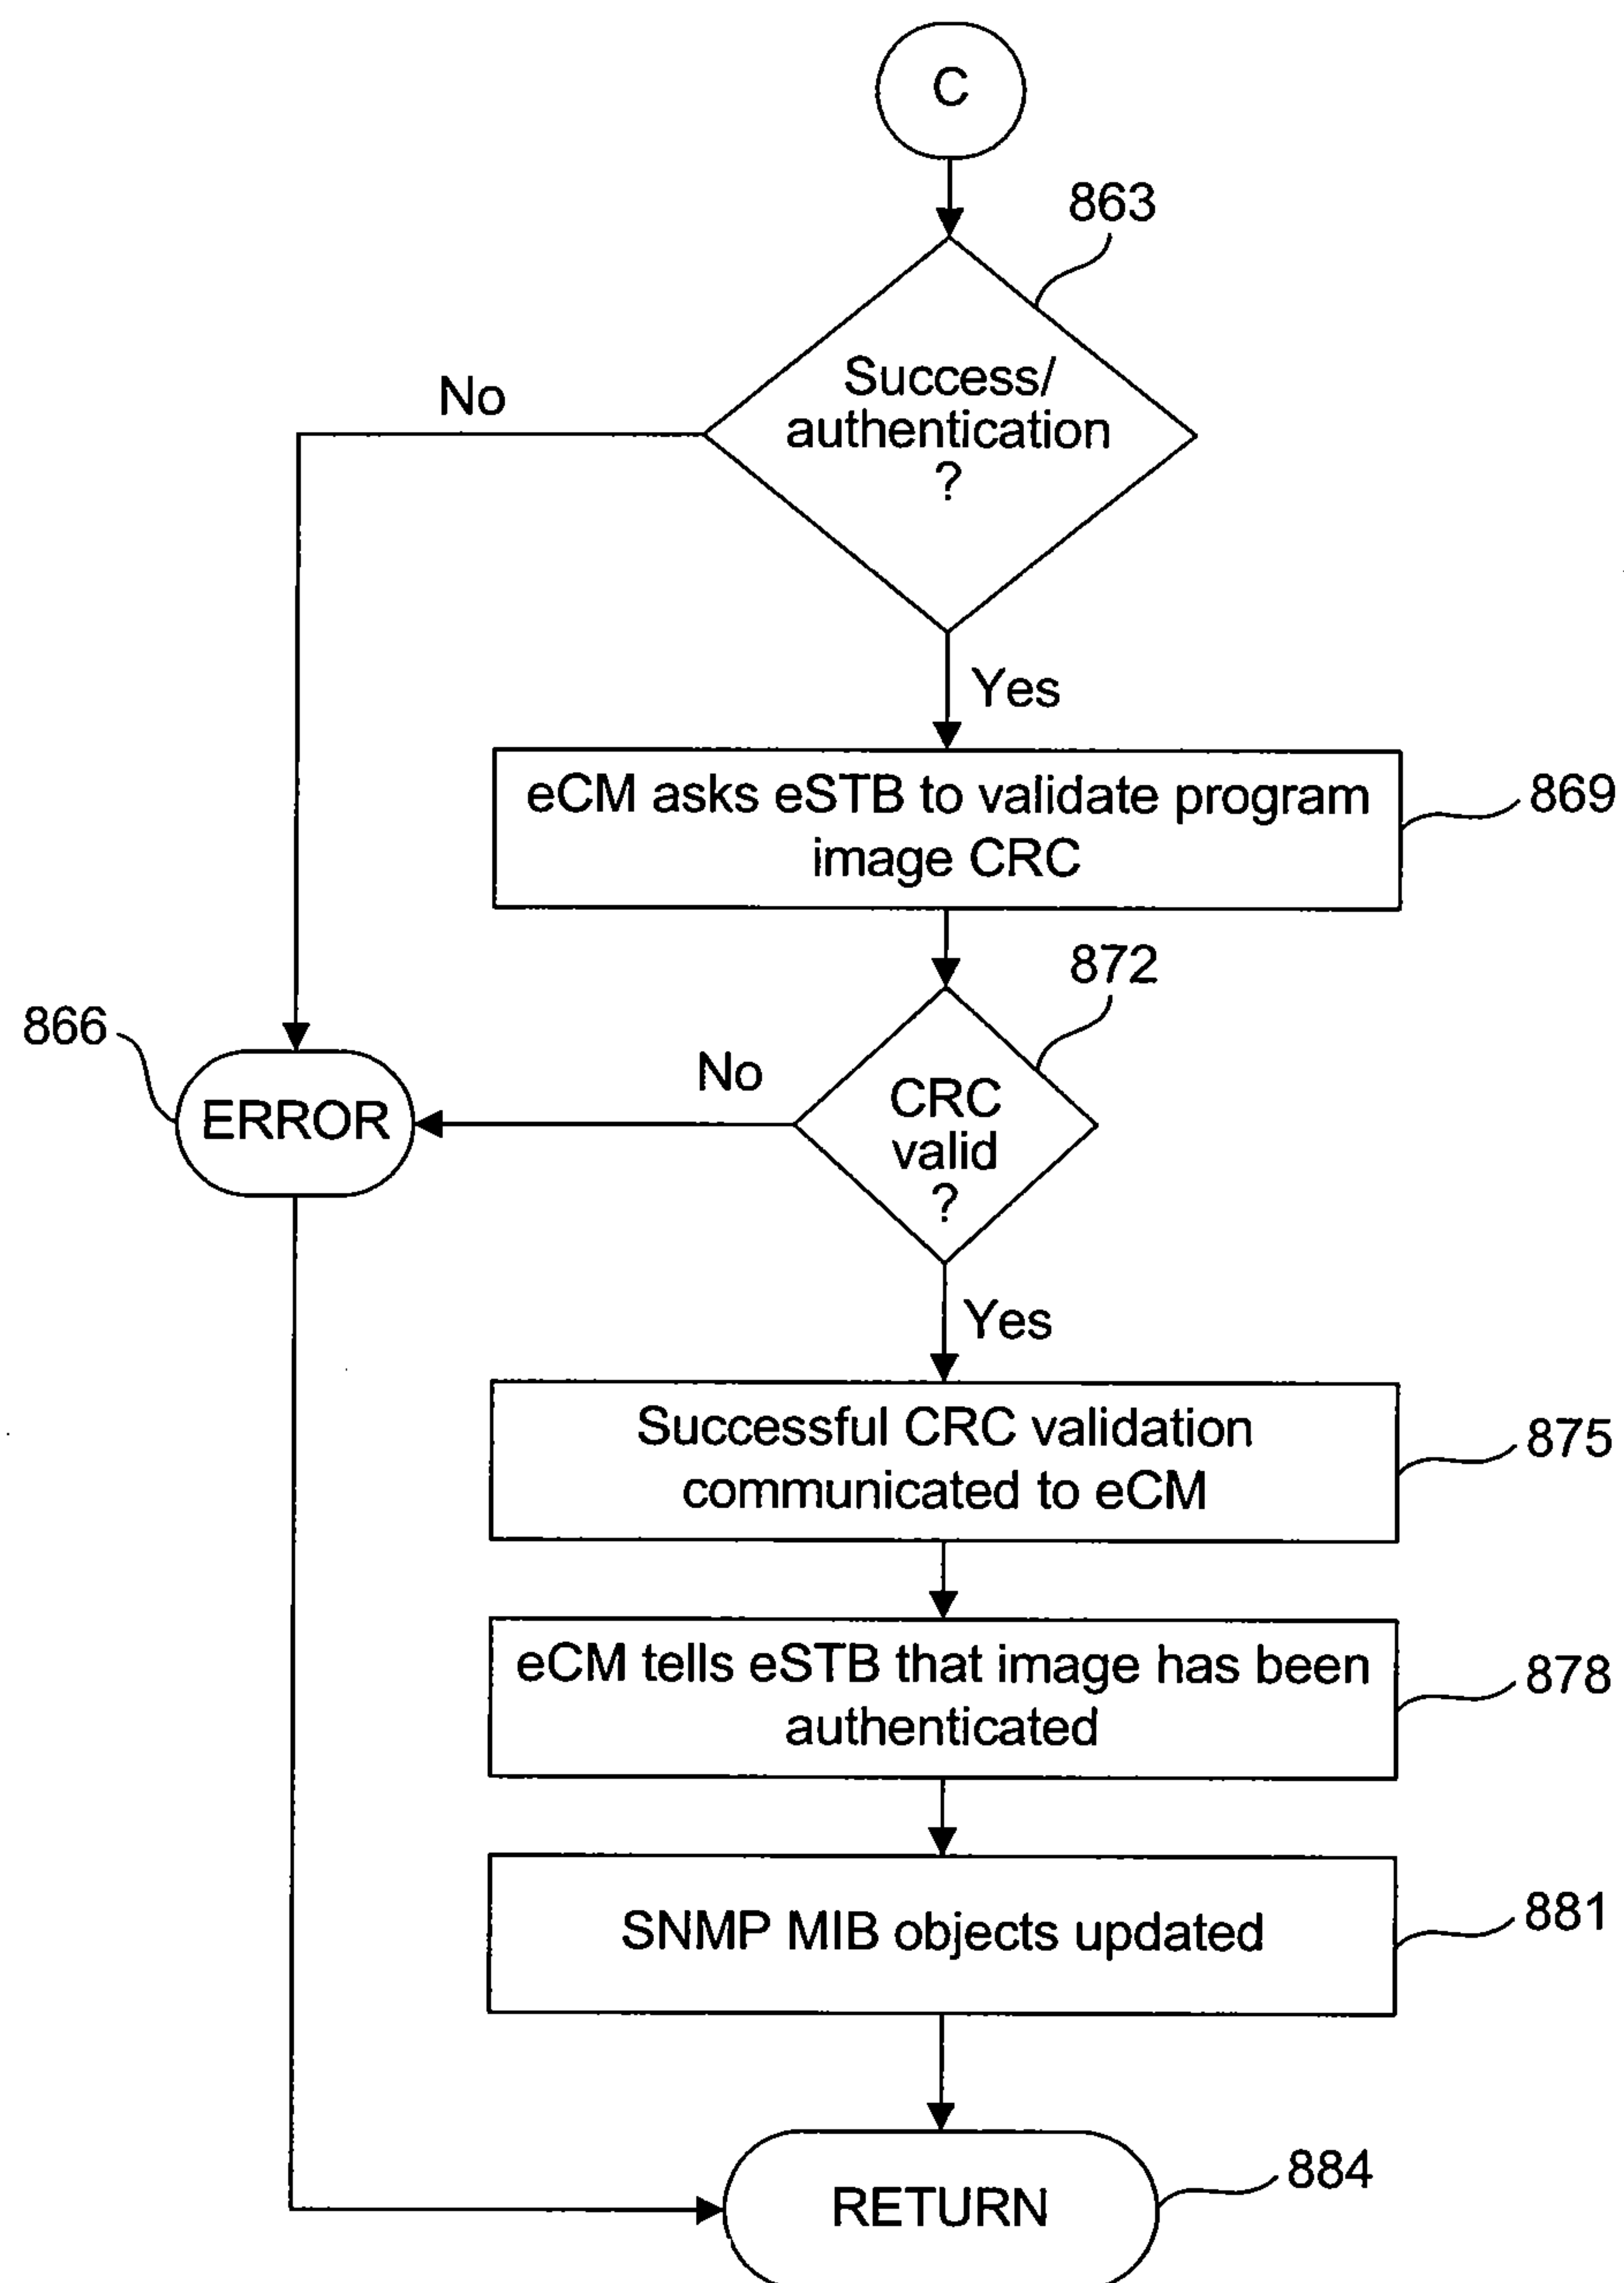 C
863
No
Success/
authentication
?
Yes
eCM asks eSTB to validate program
image CRC
869
872
866
ERROR
No
CRC
valid
?
Yes
Successful CRC validation
communicated to eCM
875
eCM tells eSTB that image has been
authenticated
878
SNMP MIB objects updated
881
RETURN
884